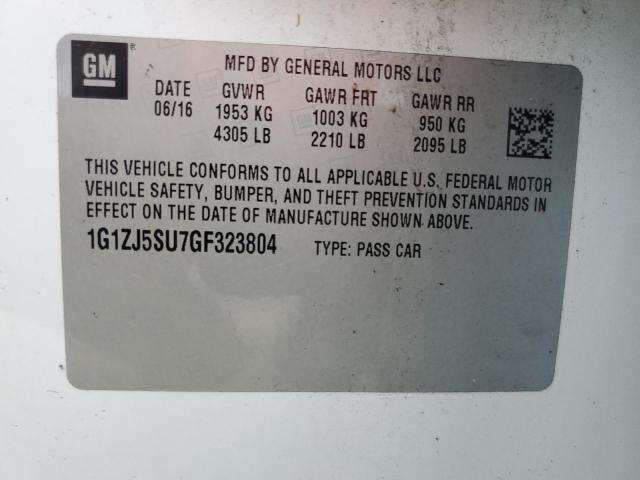 GM ®
MFD BY GENERAL MOTORS LLC
DATE GVWR GAWR FRT GAWR RR
06/16 1953 KG 1003 KG 950 KG
4305 LB 2210 LB 2095 LB
THIS VEHICLE CONFORMS TO ALL APPLICABLE U.S. FEDERAL MOTOR
VEHICLE SAFETY, BUMPER, AND THEFT PREVENTION STANDARDS IN
EFFECT ON THE DATE OF MANUFACTURE SHOWN ABOVE.
1G1ZJ5SU7GF323804 TYPE: PASS CAR